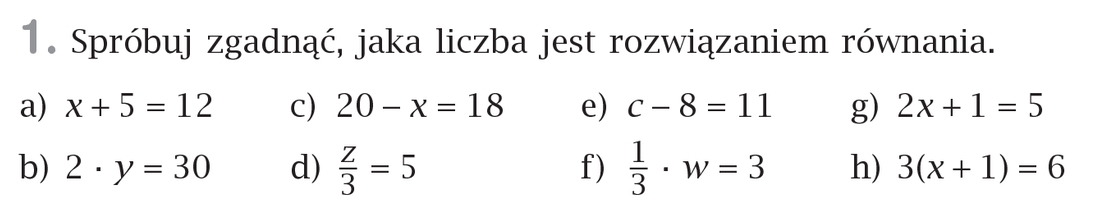 1. Spróbuj zgadnąć, jaka liczba jest rozwiązaniem równania.
a) x + 5 = 12 c) 20 – x = 18 e) c – 8 = 11 g) 2x + 1 = 5
b) 2 · y = 30 d) z/3 = 5 f) 1/3 · w = 3 h) 3(x + 1) = 6